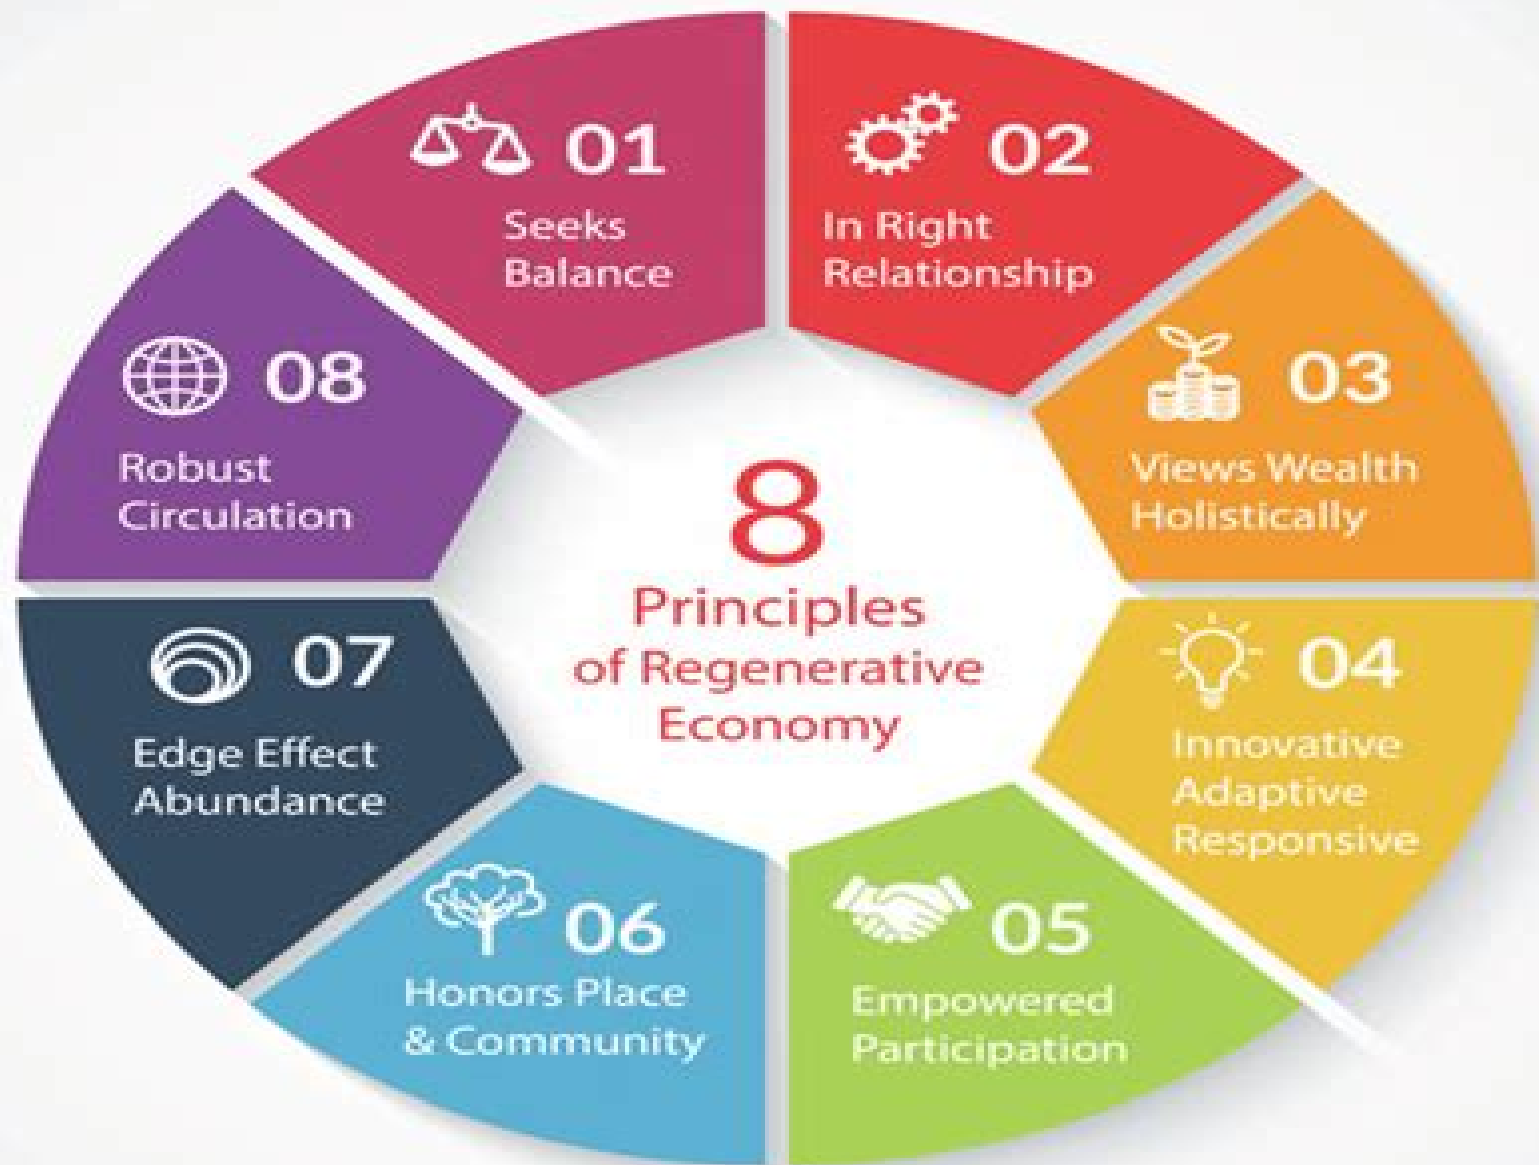 8
Principles
of Regenerative
Economy
01
Seeks
Balance
02
In Right
Relationship
03
Views Wealth
Holistically
04
Innovative
Adaptive
Responsive
05
Empowered
Participation
06
Honors Place
& Community
07
Edge Effect
Abundance
08
Robust
Circulation